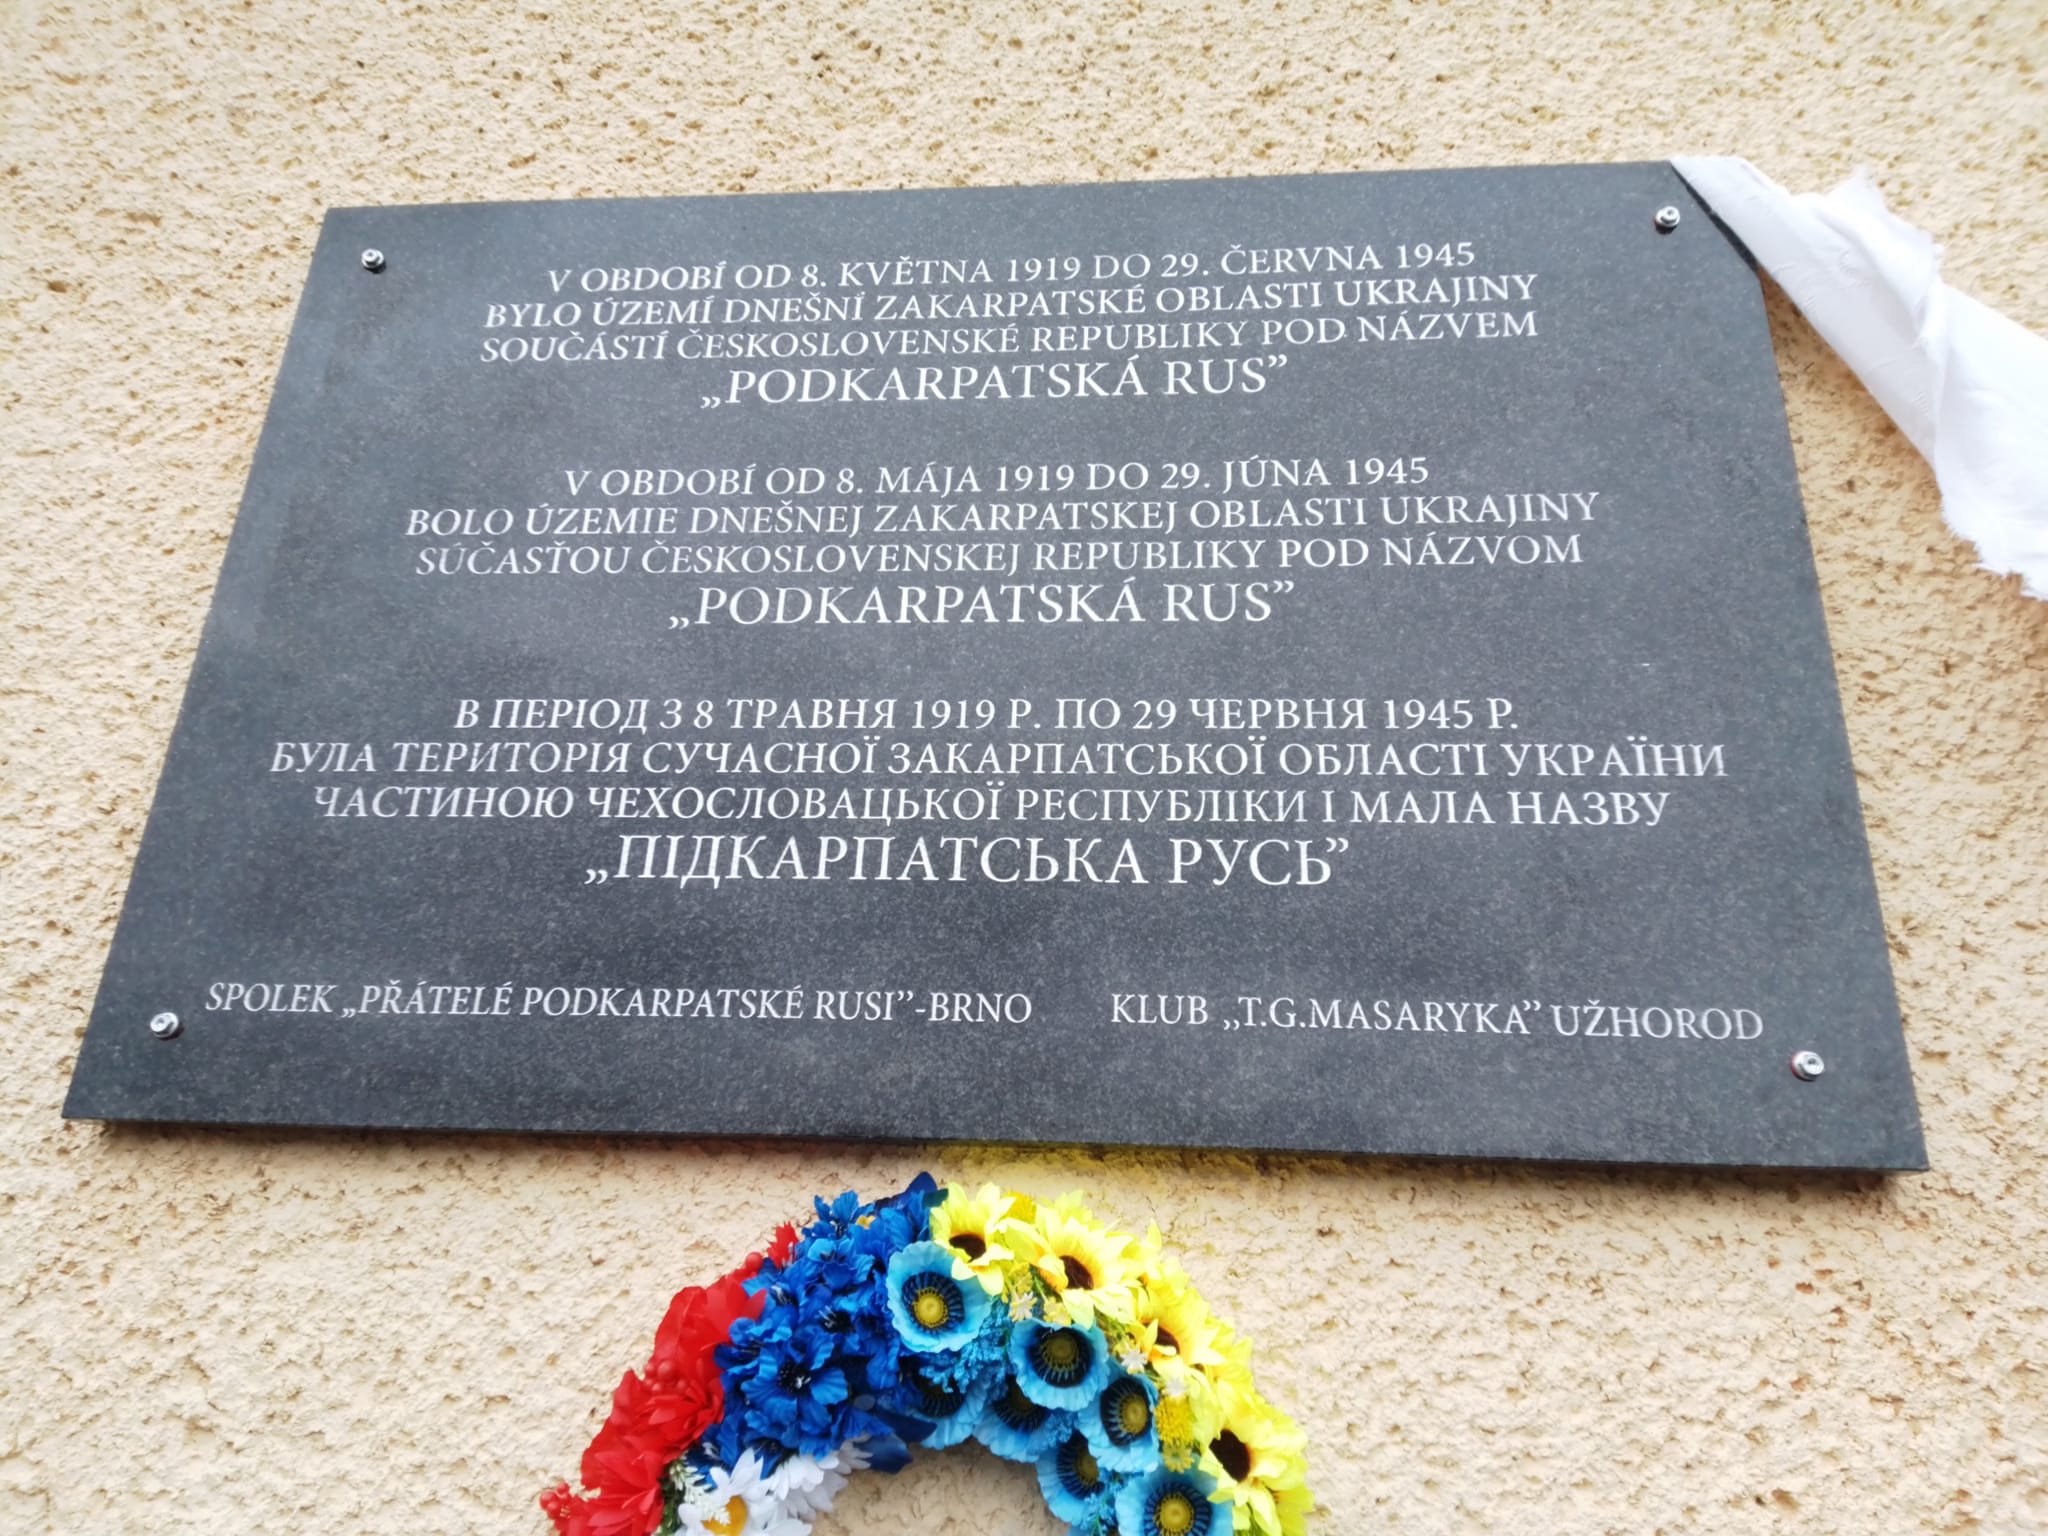 V OBDOBÍ OD 8. KVĚTNA 1919 DO 29. ČERVNA 1945
BYLO ÚZEMÍ DNEŠNÍ ZAKARPATSKÉ OBLASTI UKRAJINY
SOUČÁSTÍ ČESKOSLOVENSKÉ REPUBLIKY POD NÁZVEM
„PODKARPATSKÁ RUS”
V OBDOBÍ OD 8. MÁJA 1919 DO 29. JÚNA 1945
BOLO ÚZEMIE DNEŠNEJ ZAKARPATSKEJ OBLASTI UKRAJINY
SÚČASŤOU ČESKOSLOVENSKEJ REPUBLIKY POD NÁZVOM
„PODKARPATSKÁ RUS”
В ПЕРІОД З 8 ТРАВНЯ 1919 Р. ПО 29 ЧЕРВНЯ 1945 Р.
БУЛА ТЕРИТОРІЯ СУЧАСНОЇ ЗАКАРПАТСЬКОЇ ОБЛАСТІ УКРАЇНИ
ЧАСТИНОЮ ЧЕХОСЛОВАЦЬКОЇ РЕСПУБЛІКИ І МАЛА НАЗВУ
„ПІДКАРПАТСЬКА РУСЬ”
SPOLEK „PŘÁTELÉ PODKARPATSKÉ RUSI”-BRNO
KLUB „T.G.MASARYKA” UŽHOROD